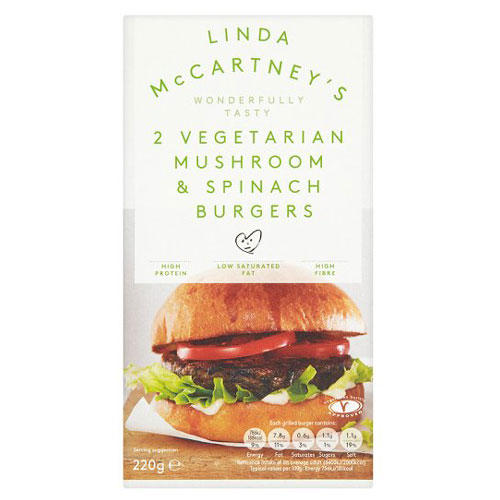 LINDA
McCARTNEY'S
WONDERFULLY
TASTY
2 VEGETARIAN
MUSHROOM
& SPINACH
BURGERS
HIGH PROTEIN
LOW SATURATED FAT
HIGH FIBRE
Each grilled burger contains:
9% 7.8g 0.6g 1.1g 1.1g
11% 3% 1% 19%
Energy Fat Saturates Sugars Salt
Serving suggestion
220g e